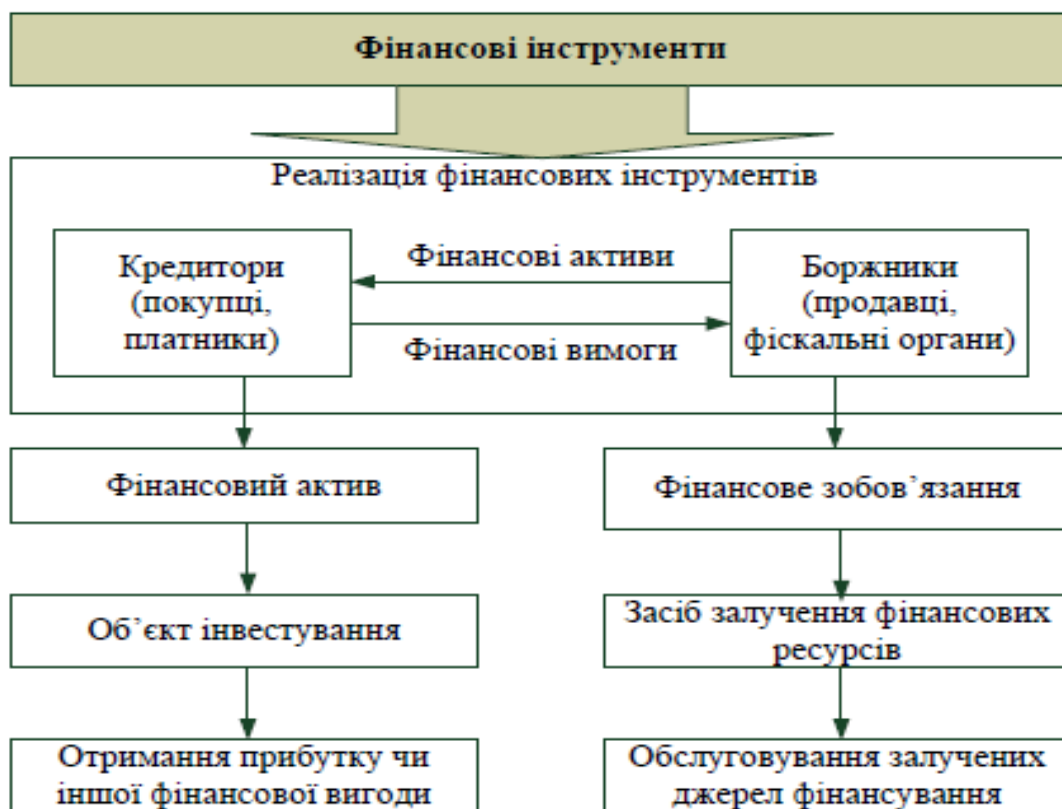 Фінансові інструменти
Реалізація фінансових інструментів
Кредитори
(покупці,
платники)
Фінансові активи
Фінансові вимоги
Боржники
(продавці,
фіскальні органи)
Фінансовий актив
Фінансове зобов’язання
Об’єкт інвестування
Засіб залучення фінансових
ресурсів
Отримання прибутку чи
іншої фінансової вигоди
Обслуговування залучених
джерел фінансування